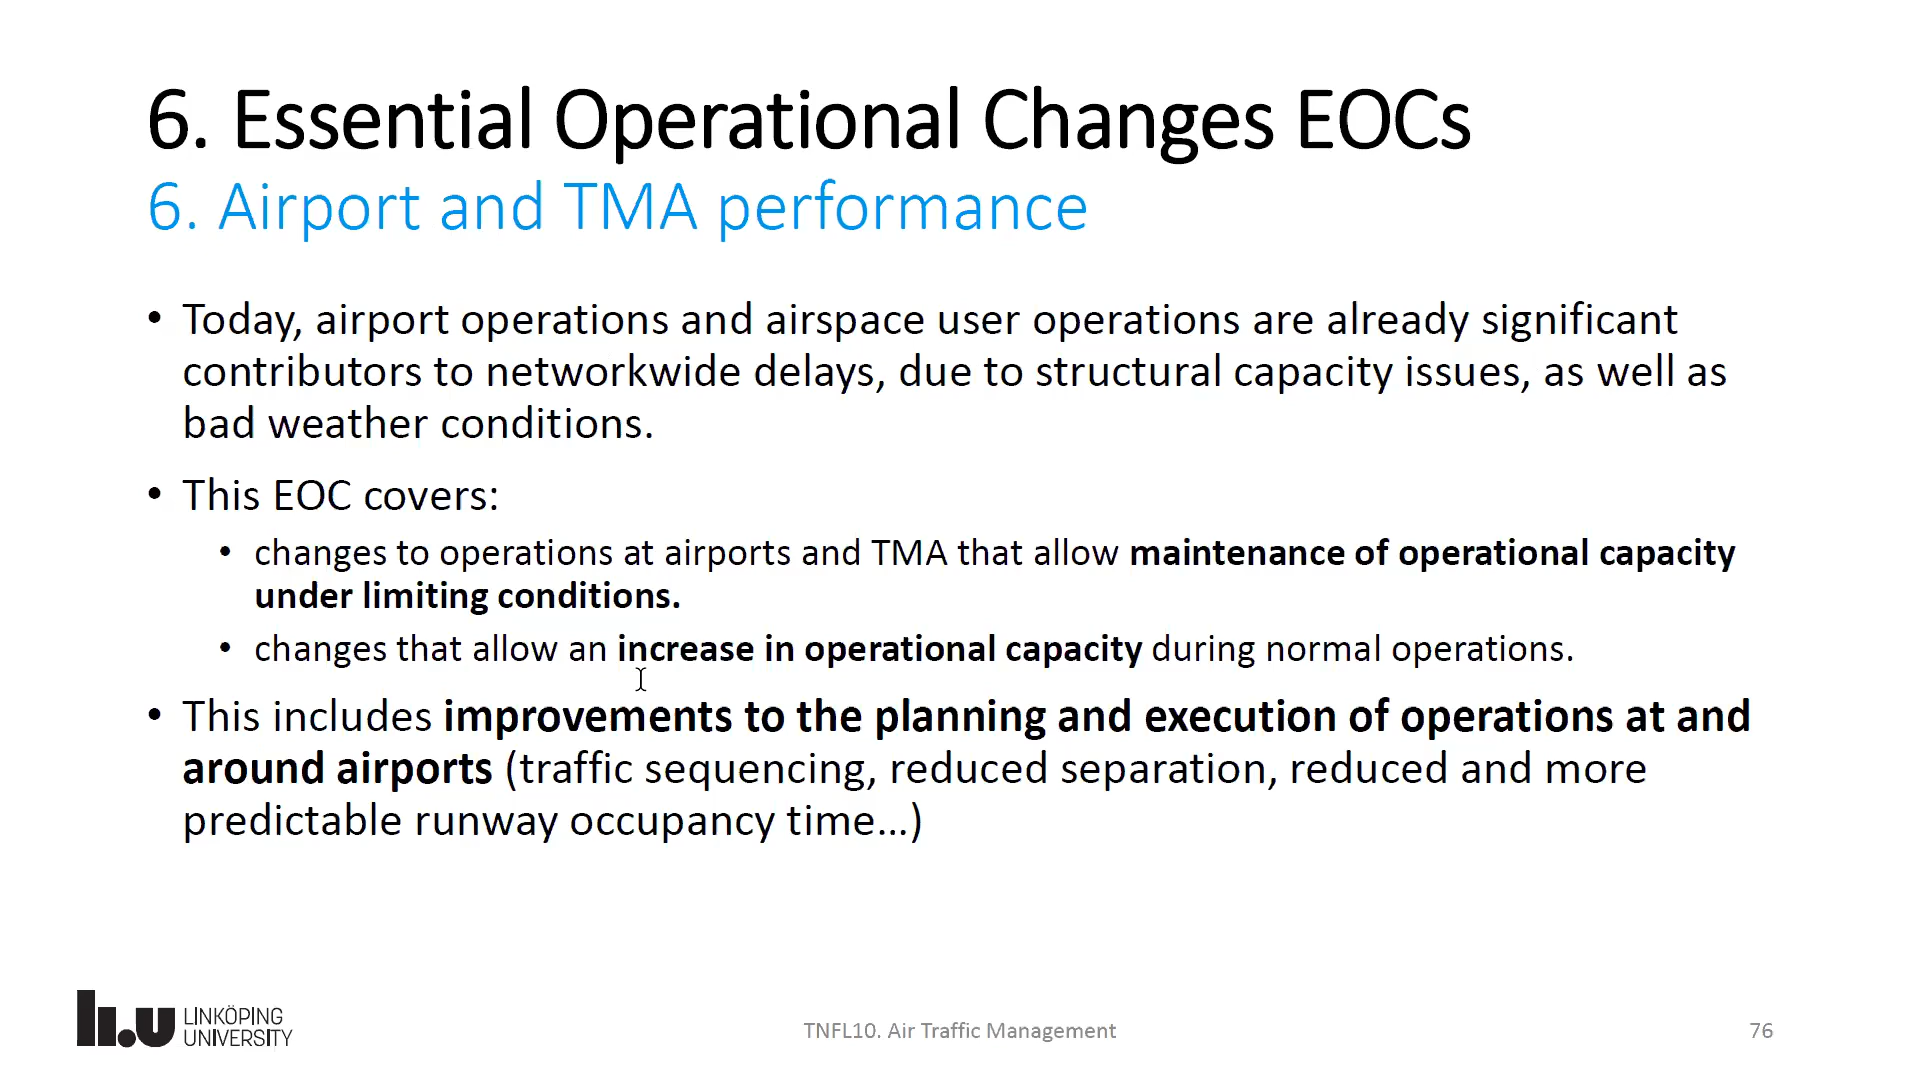 6. Essential Operational Changes EOCs
6. Airport and TMA performance
• Today, airport operations and airspace user operations are already significant
contributors to networkwide delays, due to structural capacity issues, as well as
bad weather conditions.
• This EOC covers:
• changes to operations at airports and TMA that allow maintenance of operational capacity
under limiting conditions.
• changes that allow an increase in operational capacity during normal operations.
• This includes improvements to the planning and execution of operations at and
around airports (traffic sequencing, reduced separation, reduced and more
predictable runway occupancy time...)
li.u LINKÖPING
UNIVERSITY
TNFL10. Air Traffic Management
76